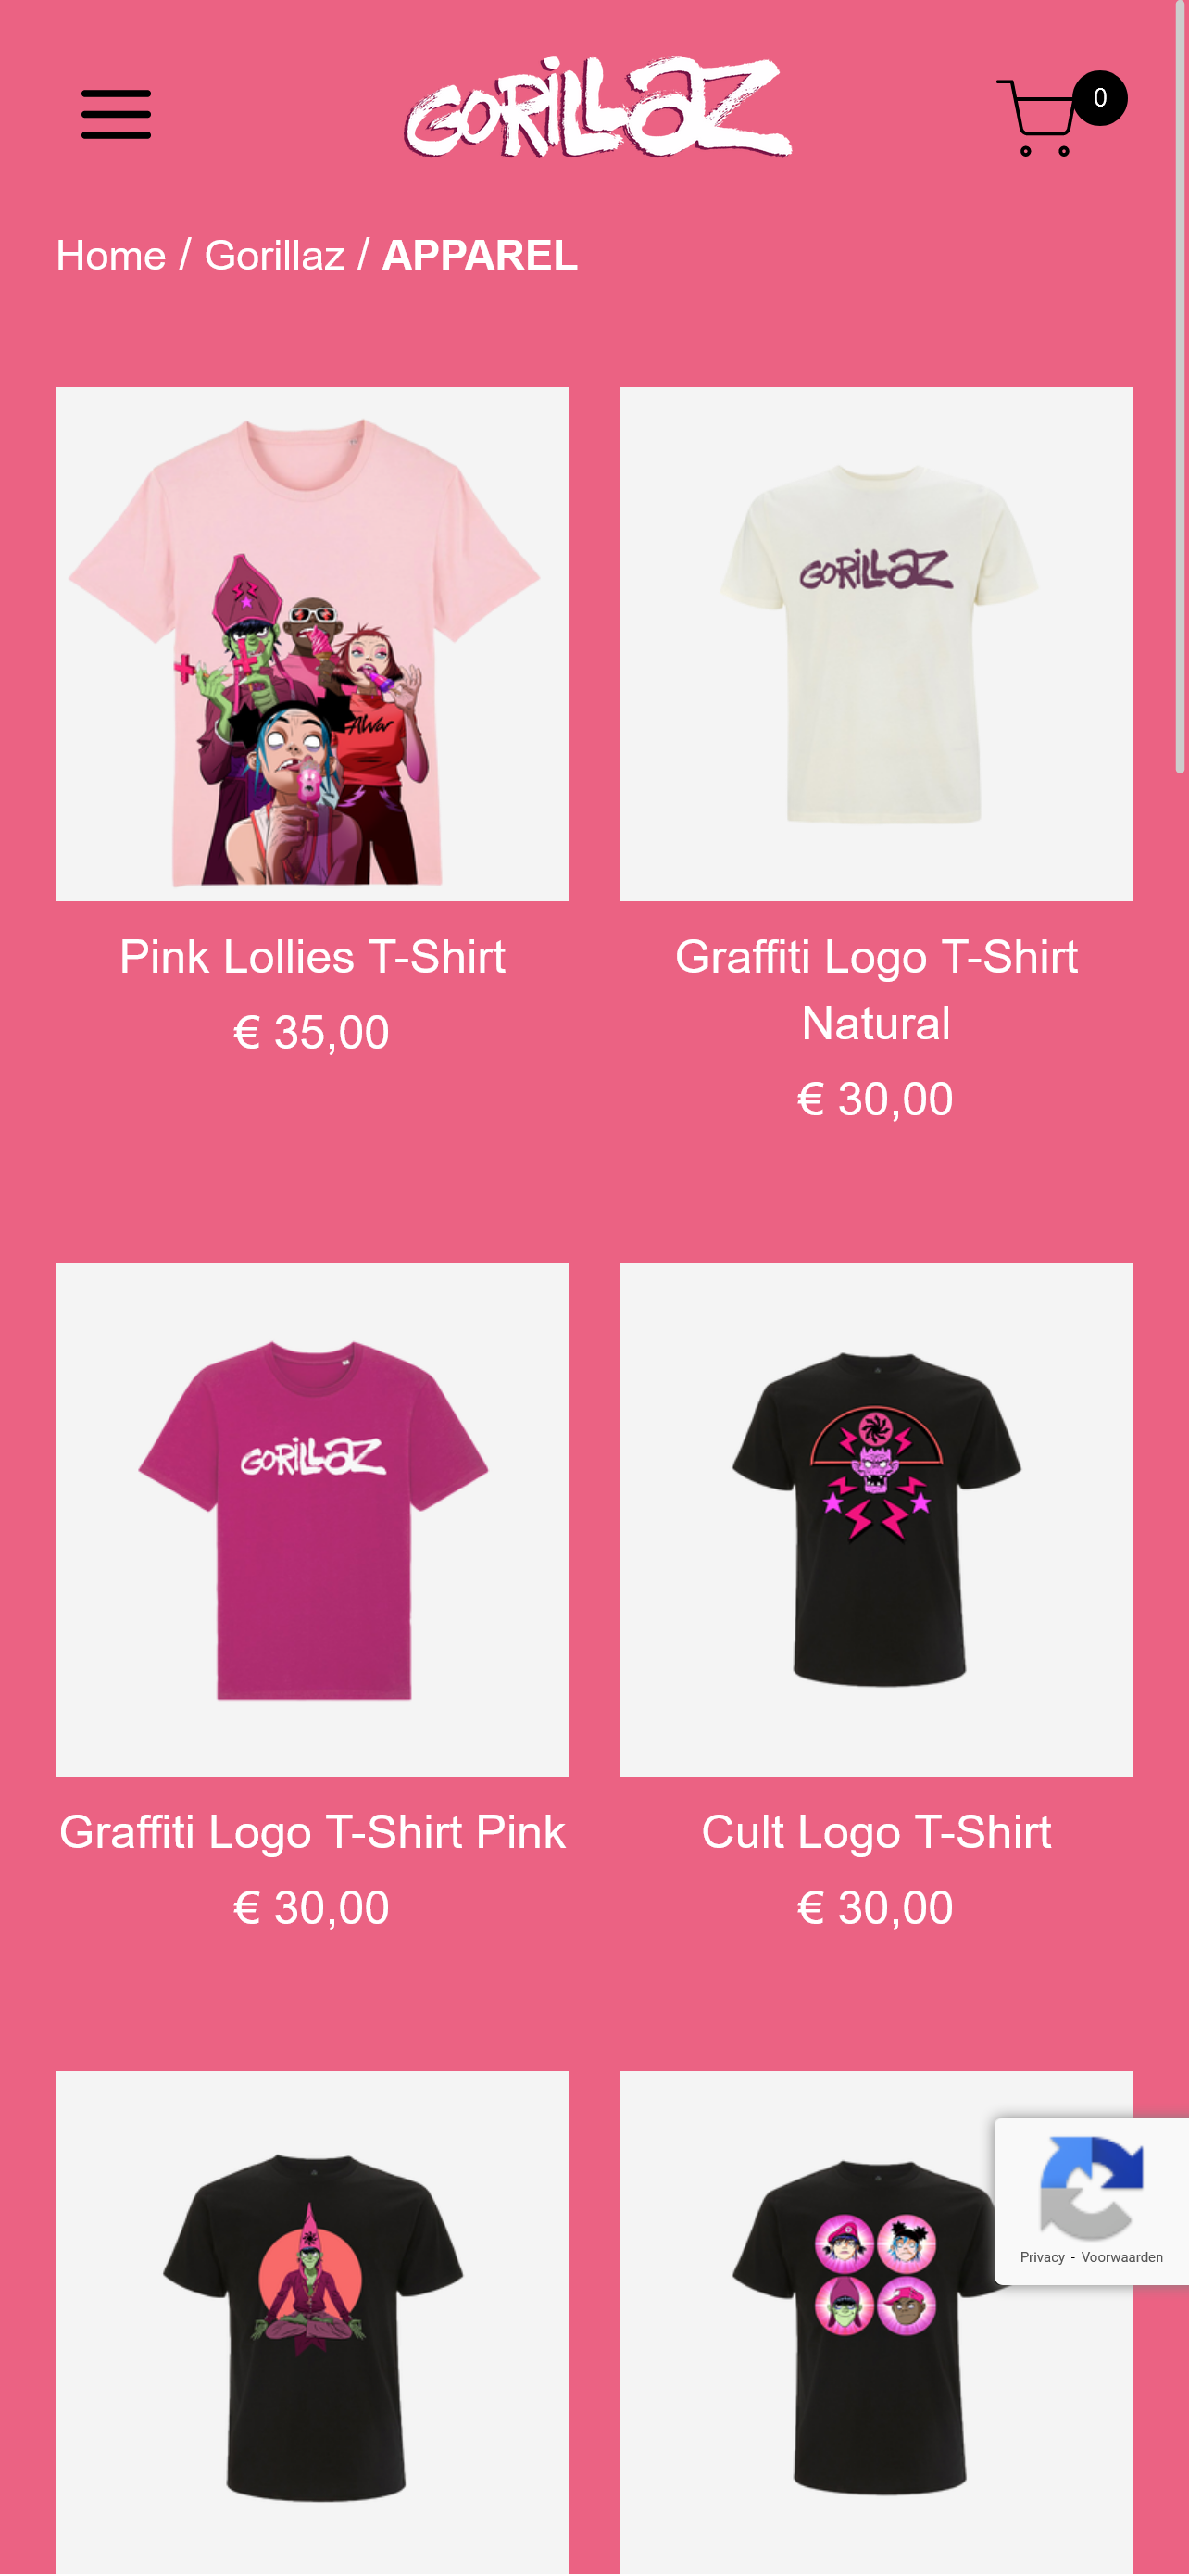 GORILLAZ
0
Home / Gorillaz / APPAREL
Alvar
GORILLAZ
Pink Lollies T-Shirt
€ 35,00
Graffiti Logo T-Shirt
Natural
€ 30,00
GORILLAZ
Graffiti Logo T-Shirt Pink
€ 30,00
Cult Logo T-Shirt
€ 30,00
Privacy - Voorwaarden